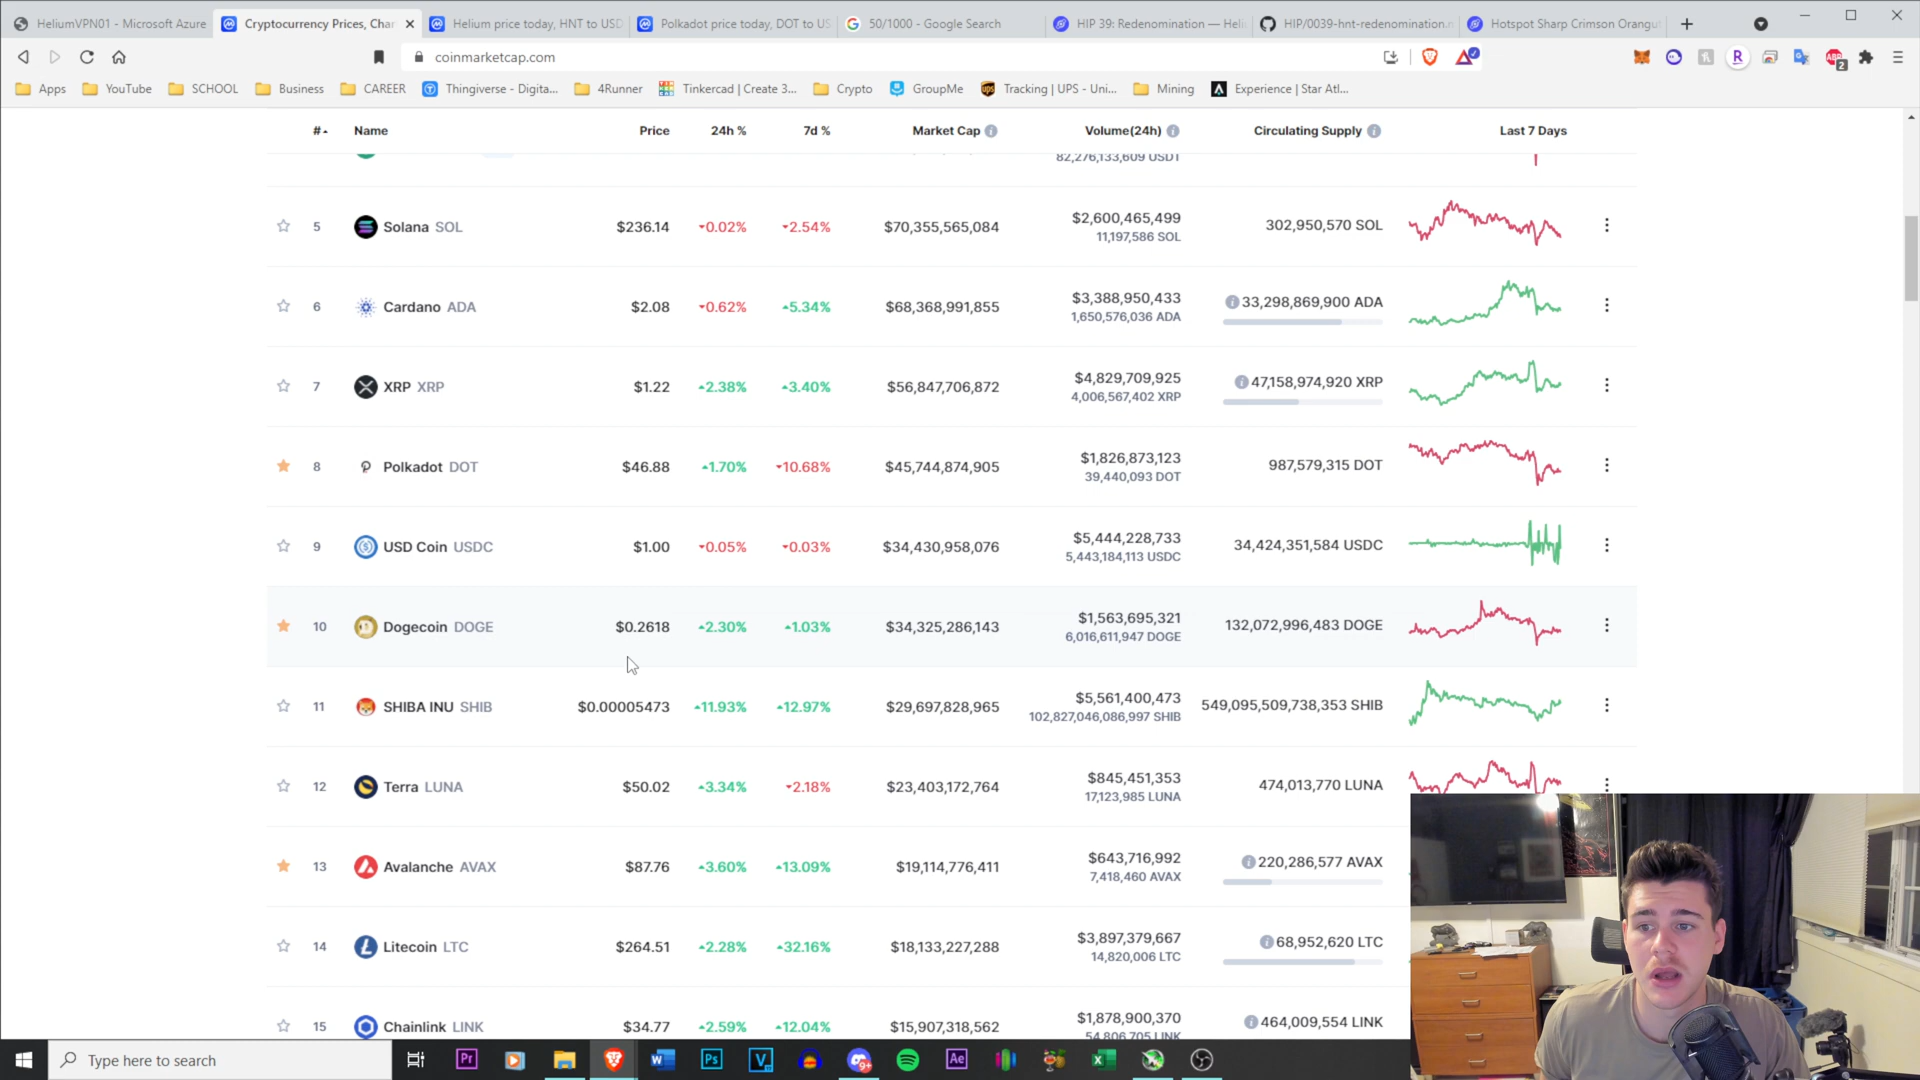 HeliumVPN01 - Microsoft Azure
Cryptocurrency Prices, Char
Helium price today, HNT to USD
Polkadot price today, DOT to US
50/1000 - Google Search
HIP 39: Redenomination — Heli
HIP/0039-hnt-redenomination.
Hotspot Sharp Crimson Orangu
coinmarketcap.com
Apps
YouTube
SCHOOL
Business
CAREER
Thingiverse - Digita...
4Runner
Tinkercad | Create 3...
Crypto
GroupMe
Tracking | UPS - Uni...
Mining
Experience | Star Atl...
# Name Price 24h % 7d % Market Cap Volume(24h) Circulating Supply Last 7 Days
82,276,133,609 USDT
5 Solana SOL $236.14 0.02% 2.54% $70,355,565,084 $2,600,465,499 302,950,570 SOL
11,197,586 SOL
6 Cardano ADA $2.08 0.62% 5.34% $68,368,991,855 $3,388,950,433 33,298,869,900 ADA
1,650,576,036 ADA
7 XRP XRP $1.22 2.38% 3.40% $56,847,706,872 $4,829,709,925 47,158,974,920 XRP
4,006,567,402 XRP
8 Polkadot DOT $46.88 1.70% 10.68% $45,744,874,905 $1,826,873,123 987,579,315 DOT
39,440,093 DOT
9 USD Coin USDC $1.00 0.05% 0.03% $34,430,958,076 $5,444,228,733 34,424,351,584 USDC
5,443,184,113 USDC
10 Dogecoin DOGE $0.2618 2.30% 1.03% $34,325,286,143 $1,563,695,321 132,072,996,483 DOGE
6,016,611,947 DOGE
11 SHIBA INU SHIB $0.00005473 11.93% 12.97% $29,697,828,965 $5,561,400,473 549,095,509,738,353 SHIB
102,827,046,086,997 SHIB
12 Terra LUNA $50.02 3.34% 2.18% $23,403,172,764 $845,451,353 474,013,770 LUNA
17,123,985 LUNA
13 Avalanche AVAX $87.76 3.60% 13.09% $19,114,776,411 $643,716,992 220,286,577 AVAX
7,418,460 AVAX
14 Litecoin LTC $264.51 2.28% 32.16% $18,133,227,288 $3,897,379,667 68,952,620 LTC
14,820,006 LTC
15 Chainlink LINK $34.77 2.59% 12.04% $15,907,318,562 $1,878,900,370 464,009,554 LINK
54,806,705 LINK
Type here to search